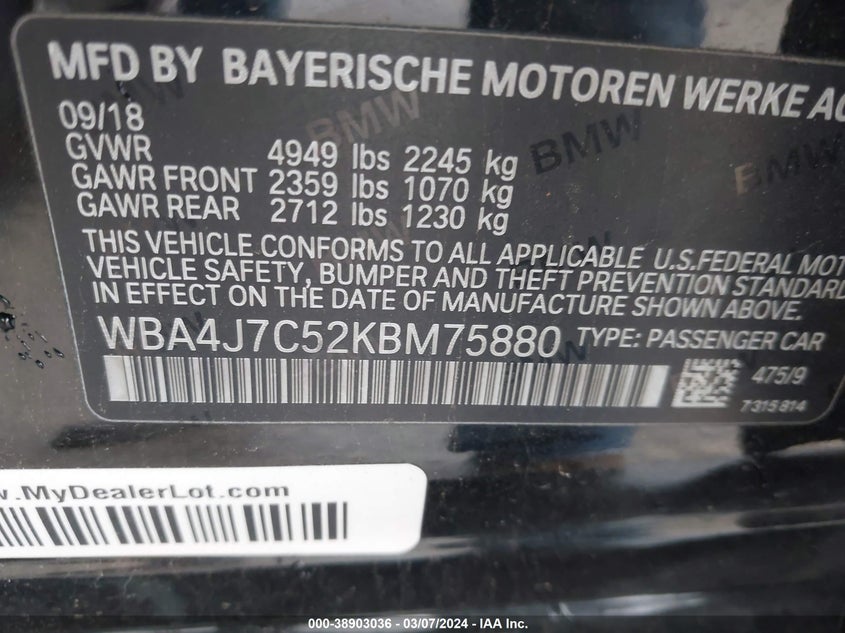 MFD BY BAYERISCHE MOTOREN WERKE AG
09/18
GVWR 4949 lbs 2245 kg
GAWR FRONT 2359 lbs 1070 kg
GAWR REAR 2712 lbs 1230 kg
THIS VEHICLE CONFORMS TO ALL APPLICABLE U.S.FEDERAL MOT
VEHICLE SAFETY, BUMPER AND THEFT PREVENTION STANDARD
IN EFFECT ON THE DATE OF MANUFACTURE SHOWN ABOVE.
WBA4J7C52KBM75880 TYPE: PASSENGER CAR
475/9
7315814
BMW
BMW
BMW
w.MyDealerLot.com
000-38903036 - 03/07/2024 - IAA Inc.